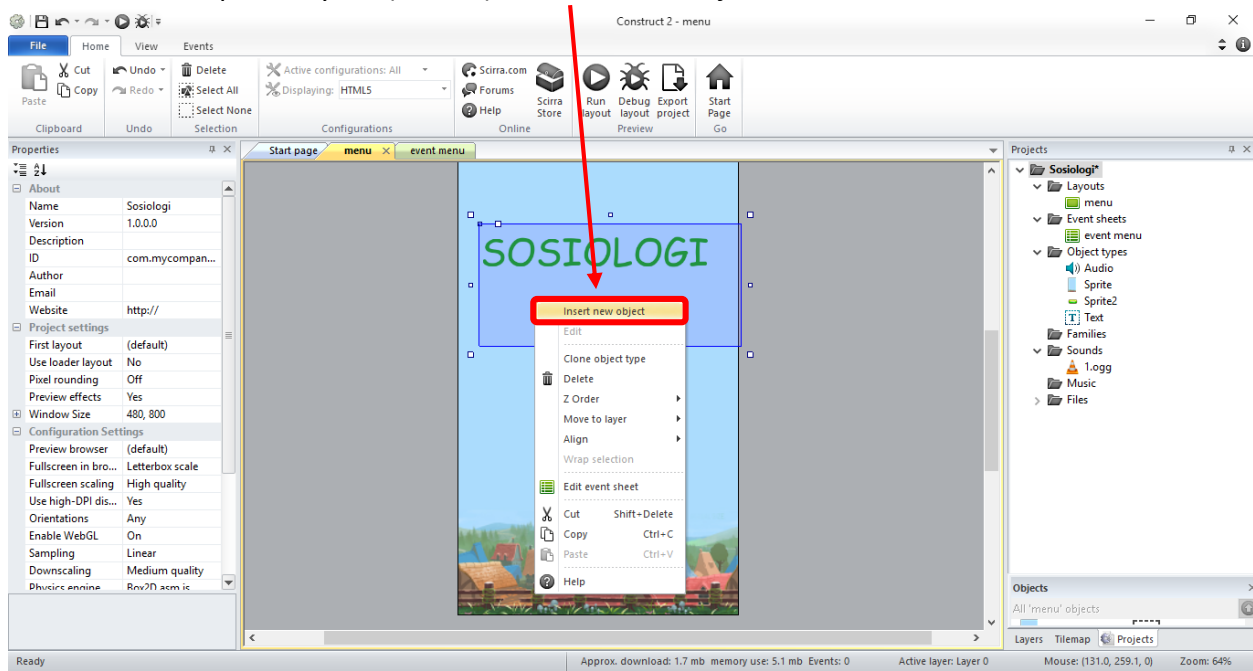 Construct 2 - menu
File Home View Events
Cut Undo Delete Active configurations: All Scirra.com
Copy Redo Select All Displaying: HTML5 Forums
Paste Select None Help Scirra Store Run layout Debug layout Export project Start Page
Clipboard Undo Selection Configurations Online Preview Go
Properties
Start page menu event menu
Projects
About
Name Sosiologi
Version 1.0.0.0
Description
ID com.mycompan...
Author
Email
Website http://
Project settings
First layout (default)
Use loader layout No
Pixel rounding Off
Preview effects Yes
Window Size 480, 800
Configuration Settings
Preview browser (default)
Fullscreen in bro... Letterbox scale
Fullscreen scaling High quality
Use high-DPI dis... Yes
Orientations Any
Enable WebGL On
Sampling Linear
Downscaling Medium quality
Physics engine Box2D asm.js
SOSIOLOGI
Insert new object
Edit
Clone object type
Delete
Z Order
Move to layer
Align
Wrap selection
Edit event sheet
Cut Shift+Delete
Copy Ctrl+C
Paste Ctrl+V
Help
Sosiologi*
Layouts
menu
Event sheets
event menu
Object types
Audio
Sprite
Sprite2
T Text
Families
Sounds
1.ogg
Music
Files
Objects
All 'menu' objects
Layers Tilemap Projects
Ready Approx. download: 1.7 mb memory use: 5.1 mb Events: 0 Active layer: Layer 0 Mouse: (131.0, 259.1, 0) Zoom: 64%